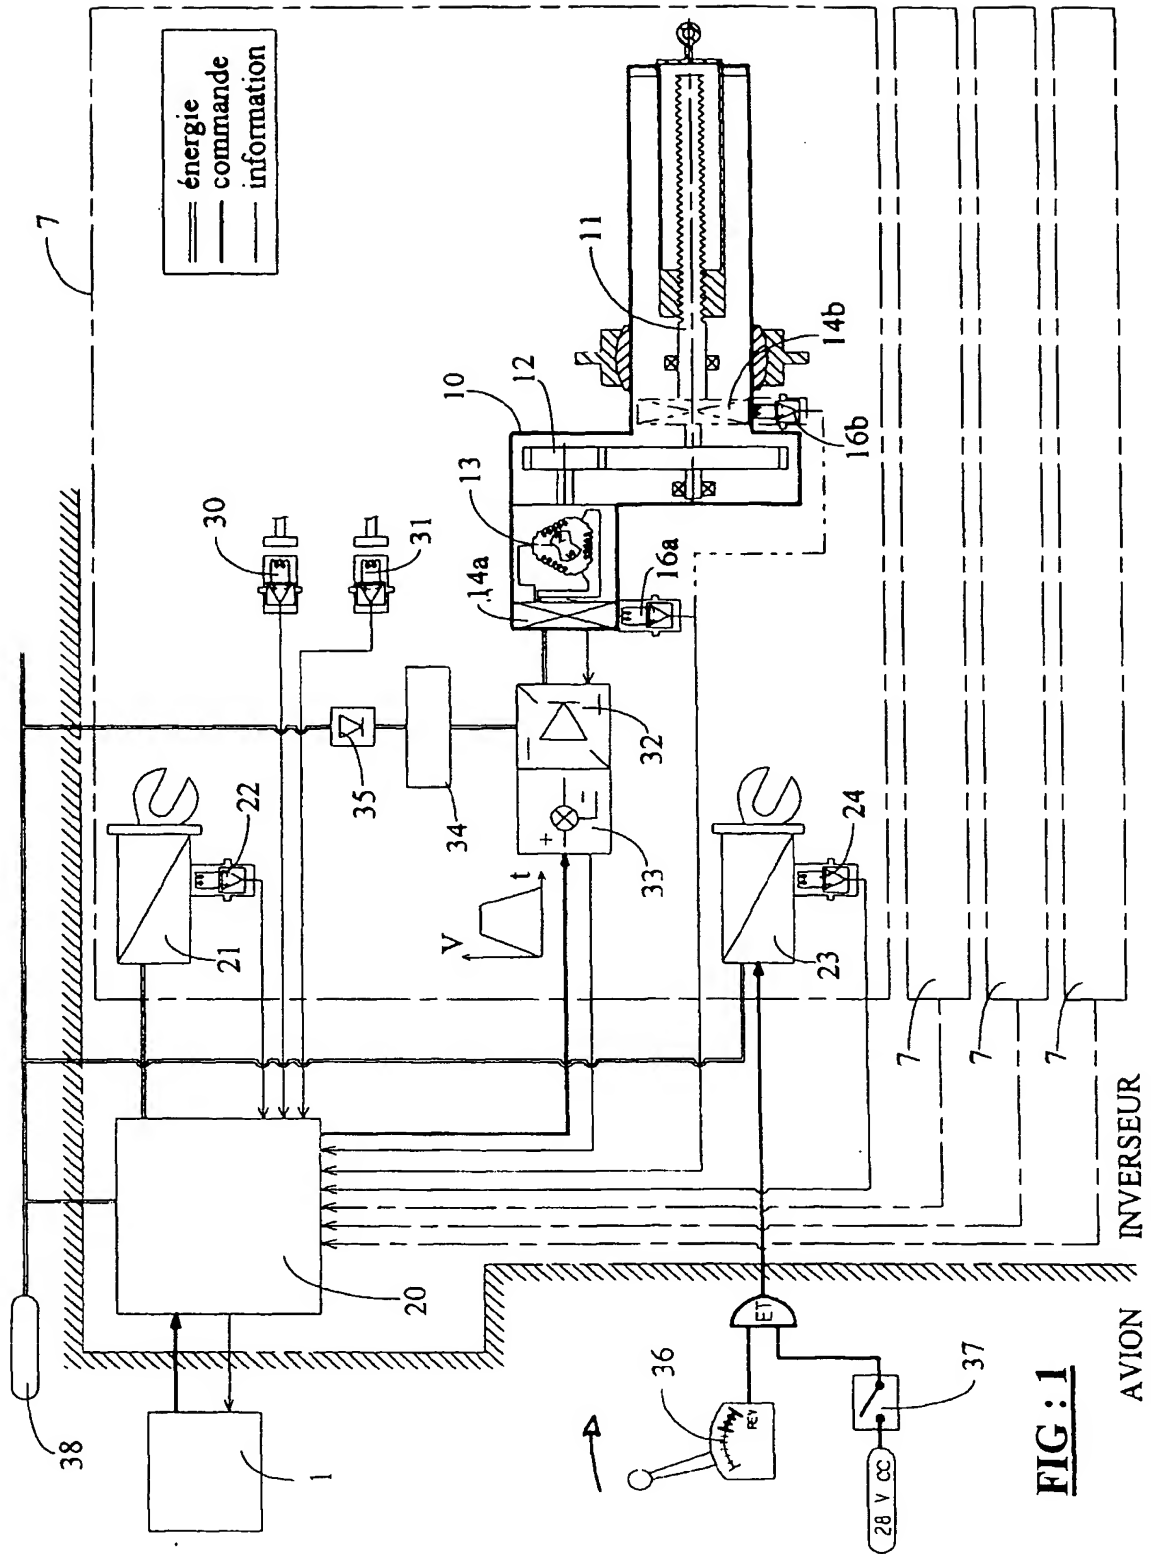 7
énergie
commande
information
30
31
10
12
13
14a
11
14b
16b
16a
22
21
35
34
32
33
+
−
V
t
24
23
7
7
7
20
38
1
36
REV
ET
37
28 V CC
INVERSEUR
AVION
FIG : 1